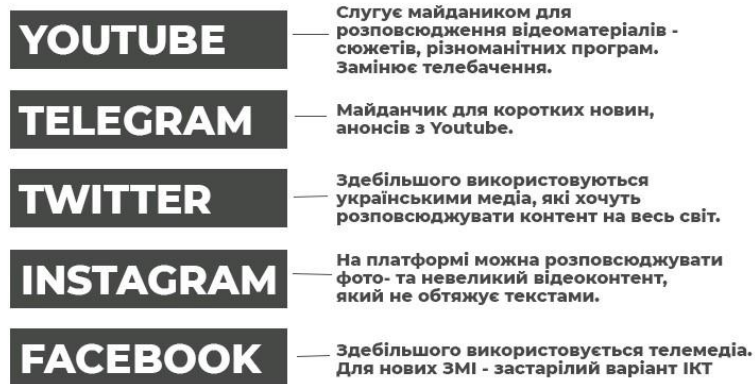 YOUTUBE
Слугує майдаником для
розповсюдження відеоматеріалів -
сюжетів, різноманітних програм.
Замінює телебачення.
TELEGRAM
Майданчик для коротких новин,
анонсів з Youtube.
TWITTER
Здебільшого використовуються
українськими медіа, які хочуть
розповсюджувати контент на весь світ.
INSTAGRAM
На платформі можна розповсюджувати
фото- та невеликий відеоконтент,
який не обтяжує текстами.
FACEBOOK
Здебільшого використовується телемедіа.
Для нових ЗМІ - застарілий варіант ІКТ